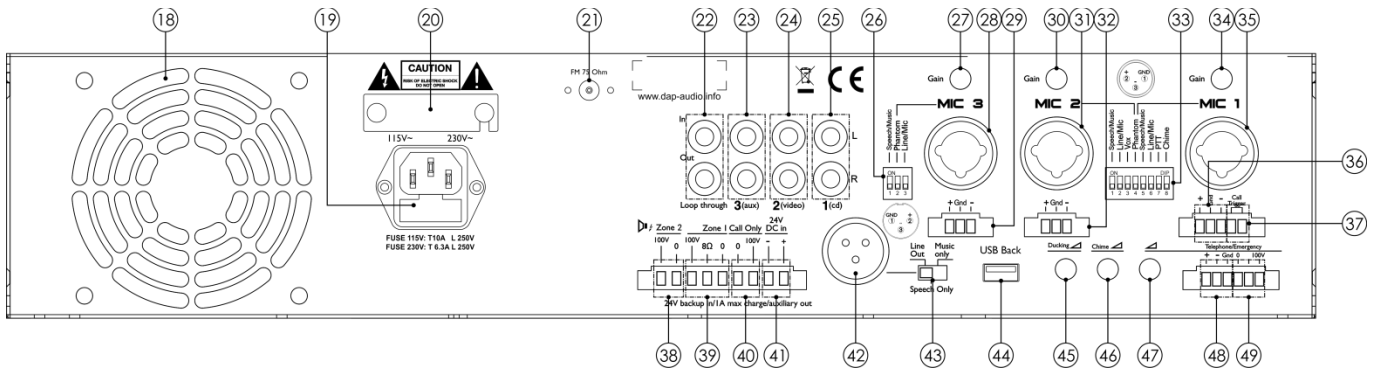 18 19 20 21 22 23 24 25 26 27 28 29 30 31 32 33 34 35
CAUTION
RISK OF ELECTRIC SHOCK
DO NOT OPEN
115V~ 230V~
FUSE 115V: T10A L 250V
FUSE 230V: T 6.3A L 250V
FM 75 Ohm
www.dap-audio.info
CE
In
Out
L
R
Loop through 3 (aux) 2 (video) 1 (cd)
Speech/Music
Phantom
Line/Mic
ON
1 2 3
Gain
MIC 3
+ Gnd -
Gain
MIC 2
+ Gnd -
+ GND
2 1
-
3
Speech/Music
Line/Mic
Vox
Phantom
Speech/Music
Line/Mic
PTT
Chime
ON DIP
1 2 3 4 5 6 7 8
Gain
MIC 1
+ Gnd - Call Trigger
36
37
Zone 2 Zone 1 Call Only 24V DC in
100V 0 100V 8Ω 0 0 100V - +
24V backup in/1A max charge/auxiliary out
GND +
1 2
-
3
Line Out
Music only
Speech Only
USB Back
Ducking
Chime
Telephone/Emergency
+ - Gnd 0 100V
38 39 40 41 42 43 44 45 46 47 48 49